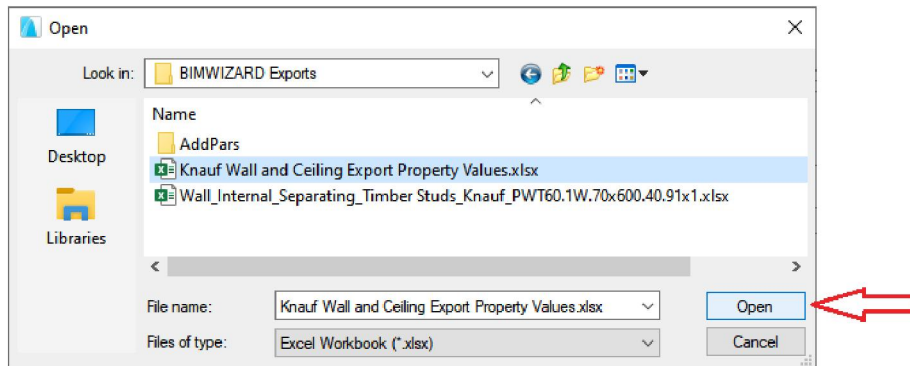 Open
Look in: BIMWIZARD Exports
Name
AddPars
Knauf Wall and Ceiling Export Property Values.xlsx
Wall_Internal_Separating_Timber Studs_Knauf_PWT60.1W.70x600.40.91x1.xlsx
Desktop
Libraries
File name: Knauf Wall and Ceiling Export Property Values.xlsx Open
Files of type: Excel Workbook (*.xlsx) Cancel